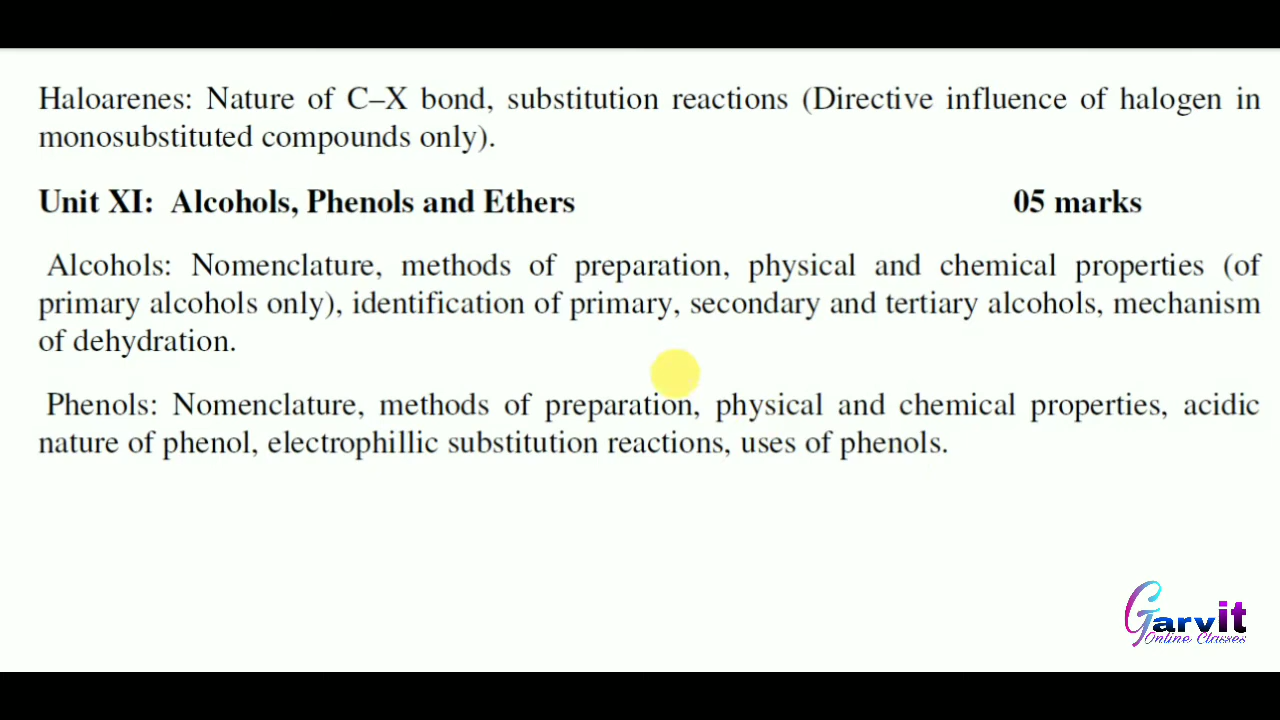 Haloarenes: Nature of C–X bond, substitution reactions (Directive influence of halogen in
monosubstituted compounds only).
Unit XI: Alcohols, Phenols and Ethers 05 marks
Alcohols: Nomenclature, methods of preparation, physical and chemical properties (of
primary alcohols only), identification of primary, secondary and tertiary alcohols, mechanism
of dehydration.
Phenols: Nomenclature, methods of preparation, physical and chemical properties, acidic
nature of phenol, electrophillic substitution reactions, uses of phenols.
Garvit
Online Classes